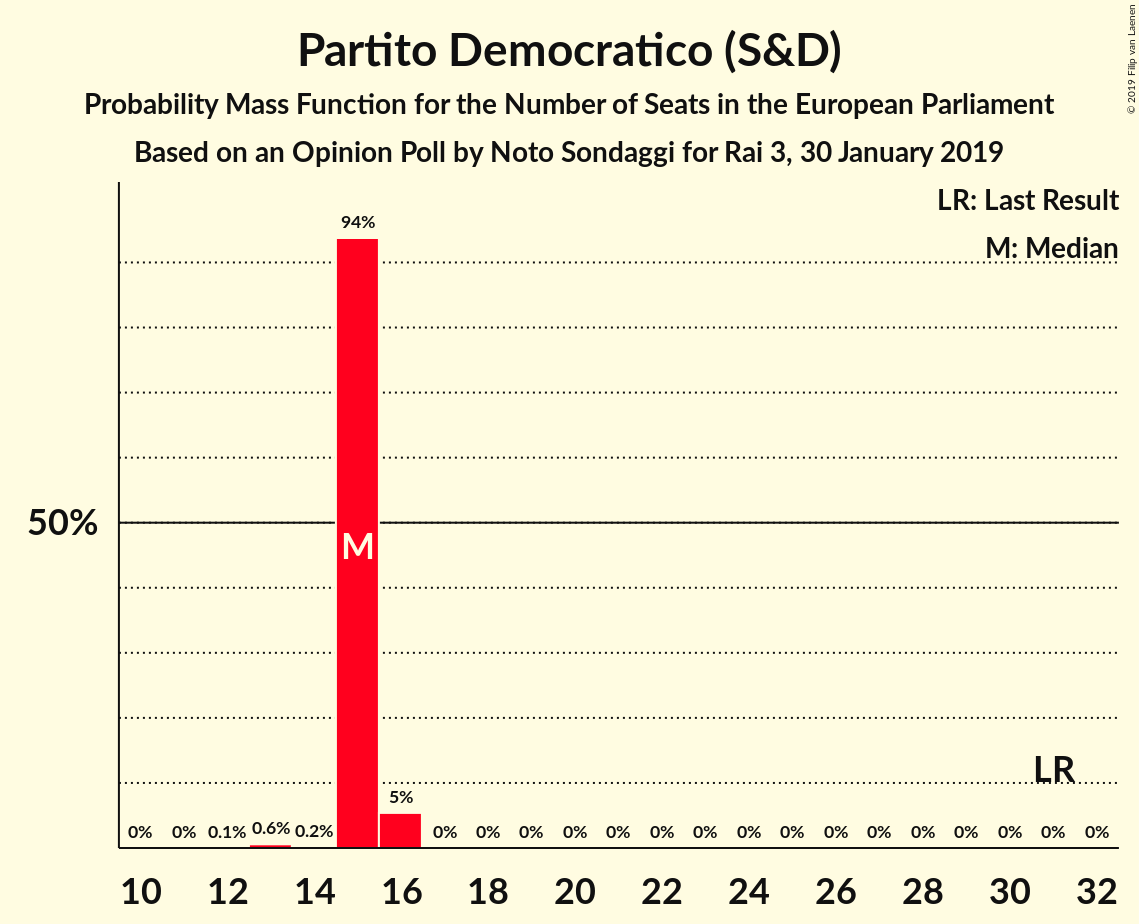 Partito Democratico (S&D)
Probability Mass Function for the Number of Seats in the European Parliament
Based on an Opinion Poll by Noto Sondaggi for Rai 3, 30 January 2019
© 2019 Filip van Laenen
LR: Last Result
M: Median
94%
50%
M
LR
5%
0% 0% 0.1% 0.6% 0.2% 0% 0% 0% 0% 0% 0% 0% 0% 0% 0% 0% 0% 0% 0% 0% 0%
10 12 14 16 18 20 22 24 26 28 30 32